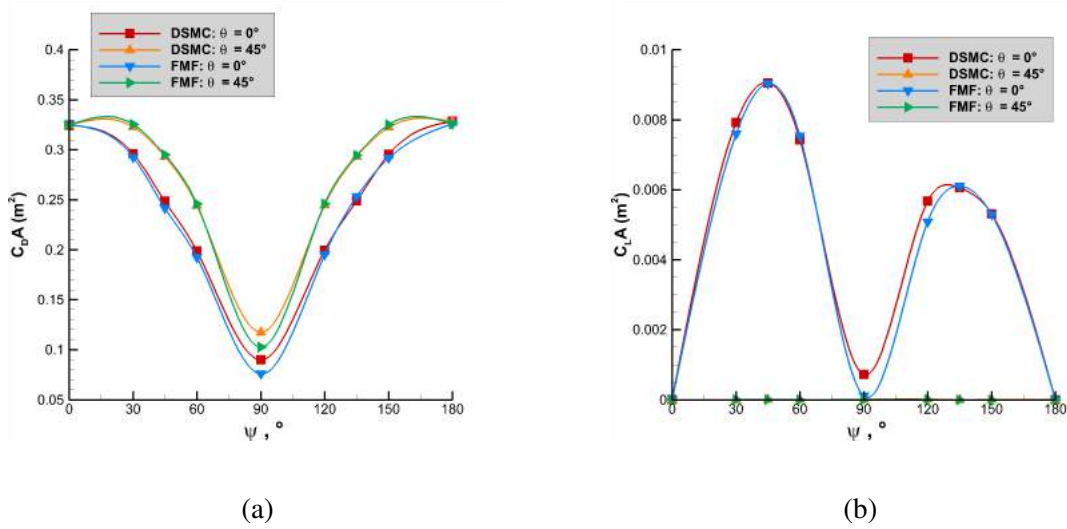 DSMC: θ = 0°
DSMC: θ = 45°
FMF: θ = 0°
FMF: θ = 45°
0.4
0.35
0.3
0.25
0.2
0.15
0.1
0.05
C_DA (m²)
0 30 60 90 120 150 180
ψ , °
(a)
DSMC: θ = 0°
DSMC: θ = 45°
FMF: θ = 0°
FMF: θ = 45°
0.01
0.008
0.006
0.004
0.002
0
C_LA (m²)
0 30 60 90 120 150 180
ψ , °
(b)